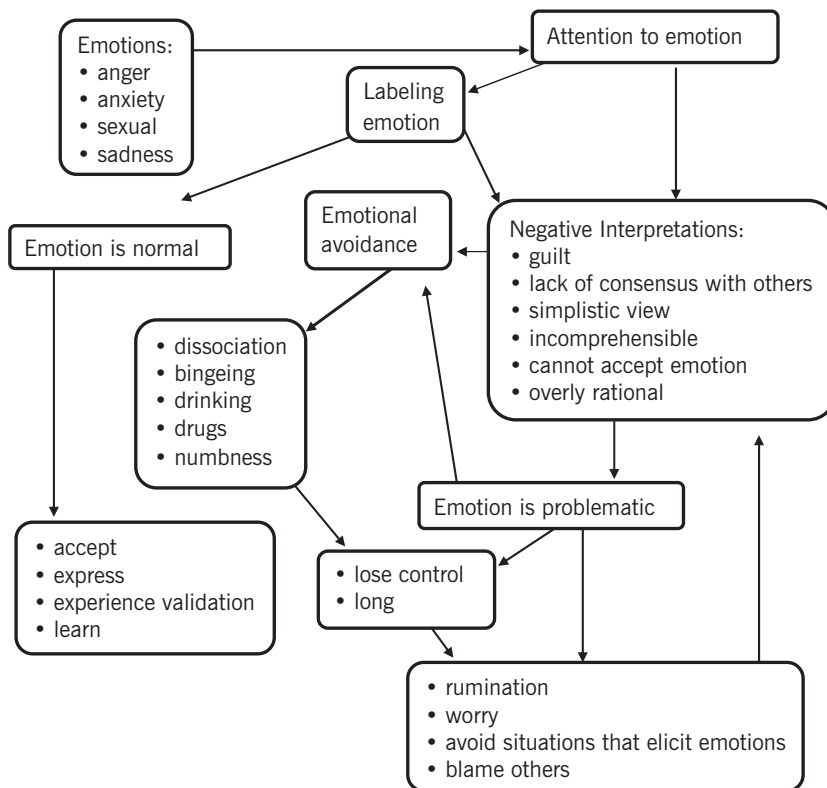 Emotions:
• anger
• anxiety
• sexual
• sadness
Attention to emotion
Labeling
emotion
Emotion is normal
Emotional
avoidance
Negative Interpretations:
• guilt
• lack of consensus with others
• simplistic view
• incomprehensible
• cannot accept emotion
• overly rational
• dissociation
• bingeing
• drinking
• drugs
• numbness
Emotion is problematic
• accept
• express
• experience validation
• learn
• lose control
• long
• rumination
• worry
• avoid situations that elicit emotions
• blame others